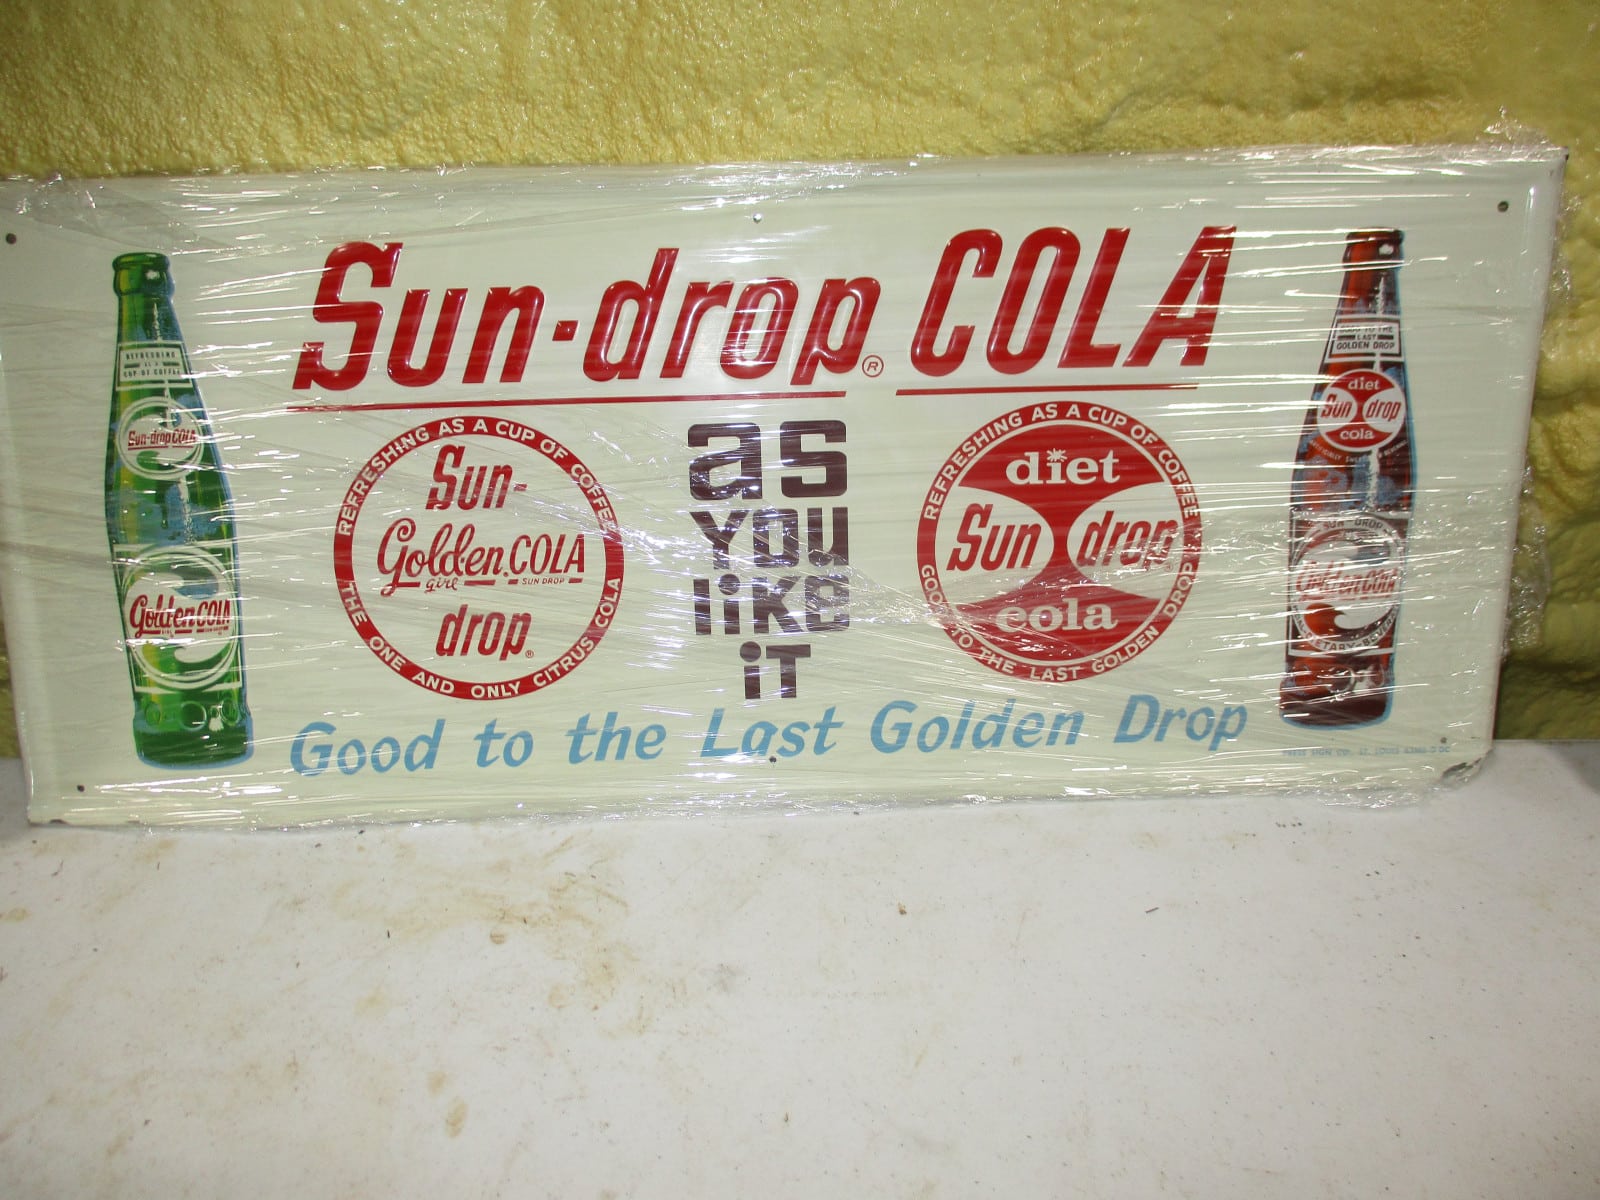 Sun-drop® COLA
REFRESHING AS A CUP OF COFFEE
Sun-
Golden COLA
girl SUN DROP
drop®
THE ONE AND ONLY CITRUS COLA
as
you
like
it
REFRESHING AS A CUP OF COFFEE
diet
Sun drop®
cola
GOOD TO THE LAST GOLDEN DROP
Good to the Last Golden Drop
REFRESHING
AS A
CUP OF COFFEE
Sun-drop COLA
Golden COLA
GOOD TO THE
LAST
GOLDEN DROP
diet
Sun drop
cola
SUN DROP
Golden COLA